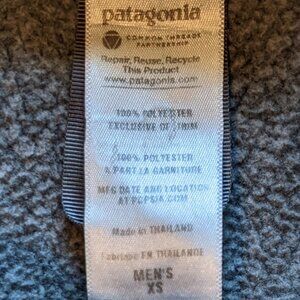 patagonia
COMMON THREADS
PARTNERSHIP
Repair, Reuse, Recycle
This Product
www.patagonia.com
100% POLYESTER
EXCLUSIVE OF TRIM
100% POLYESTER
À PART LA GARNITURE
MFG DATE AND LOCATION
AT PCPSIA.COM
Made in THAILAND
Fabriqué EN THAILANDE
MEN'S
XS